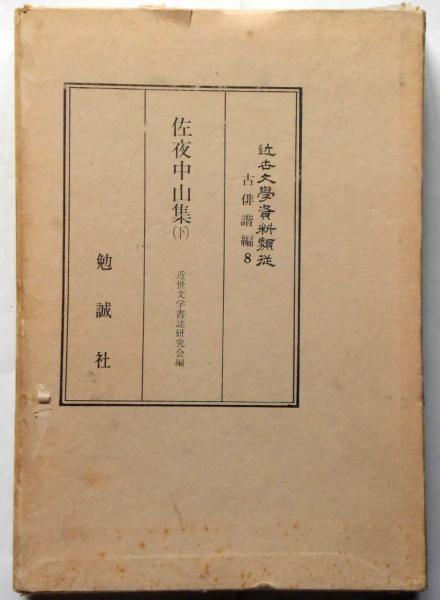 近世文學資料類從
古俳諧編8
佐夜中山集(下)
近世文学書誌研究会編
勉誠社